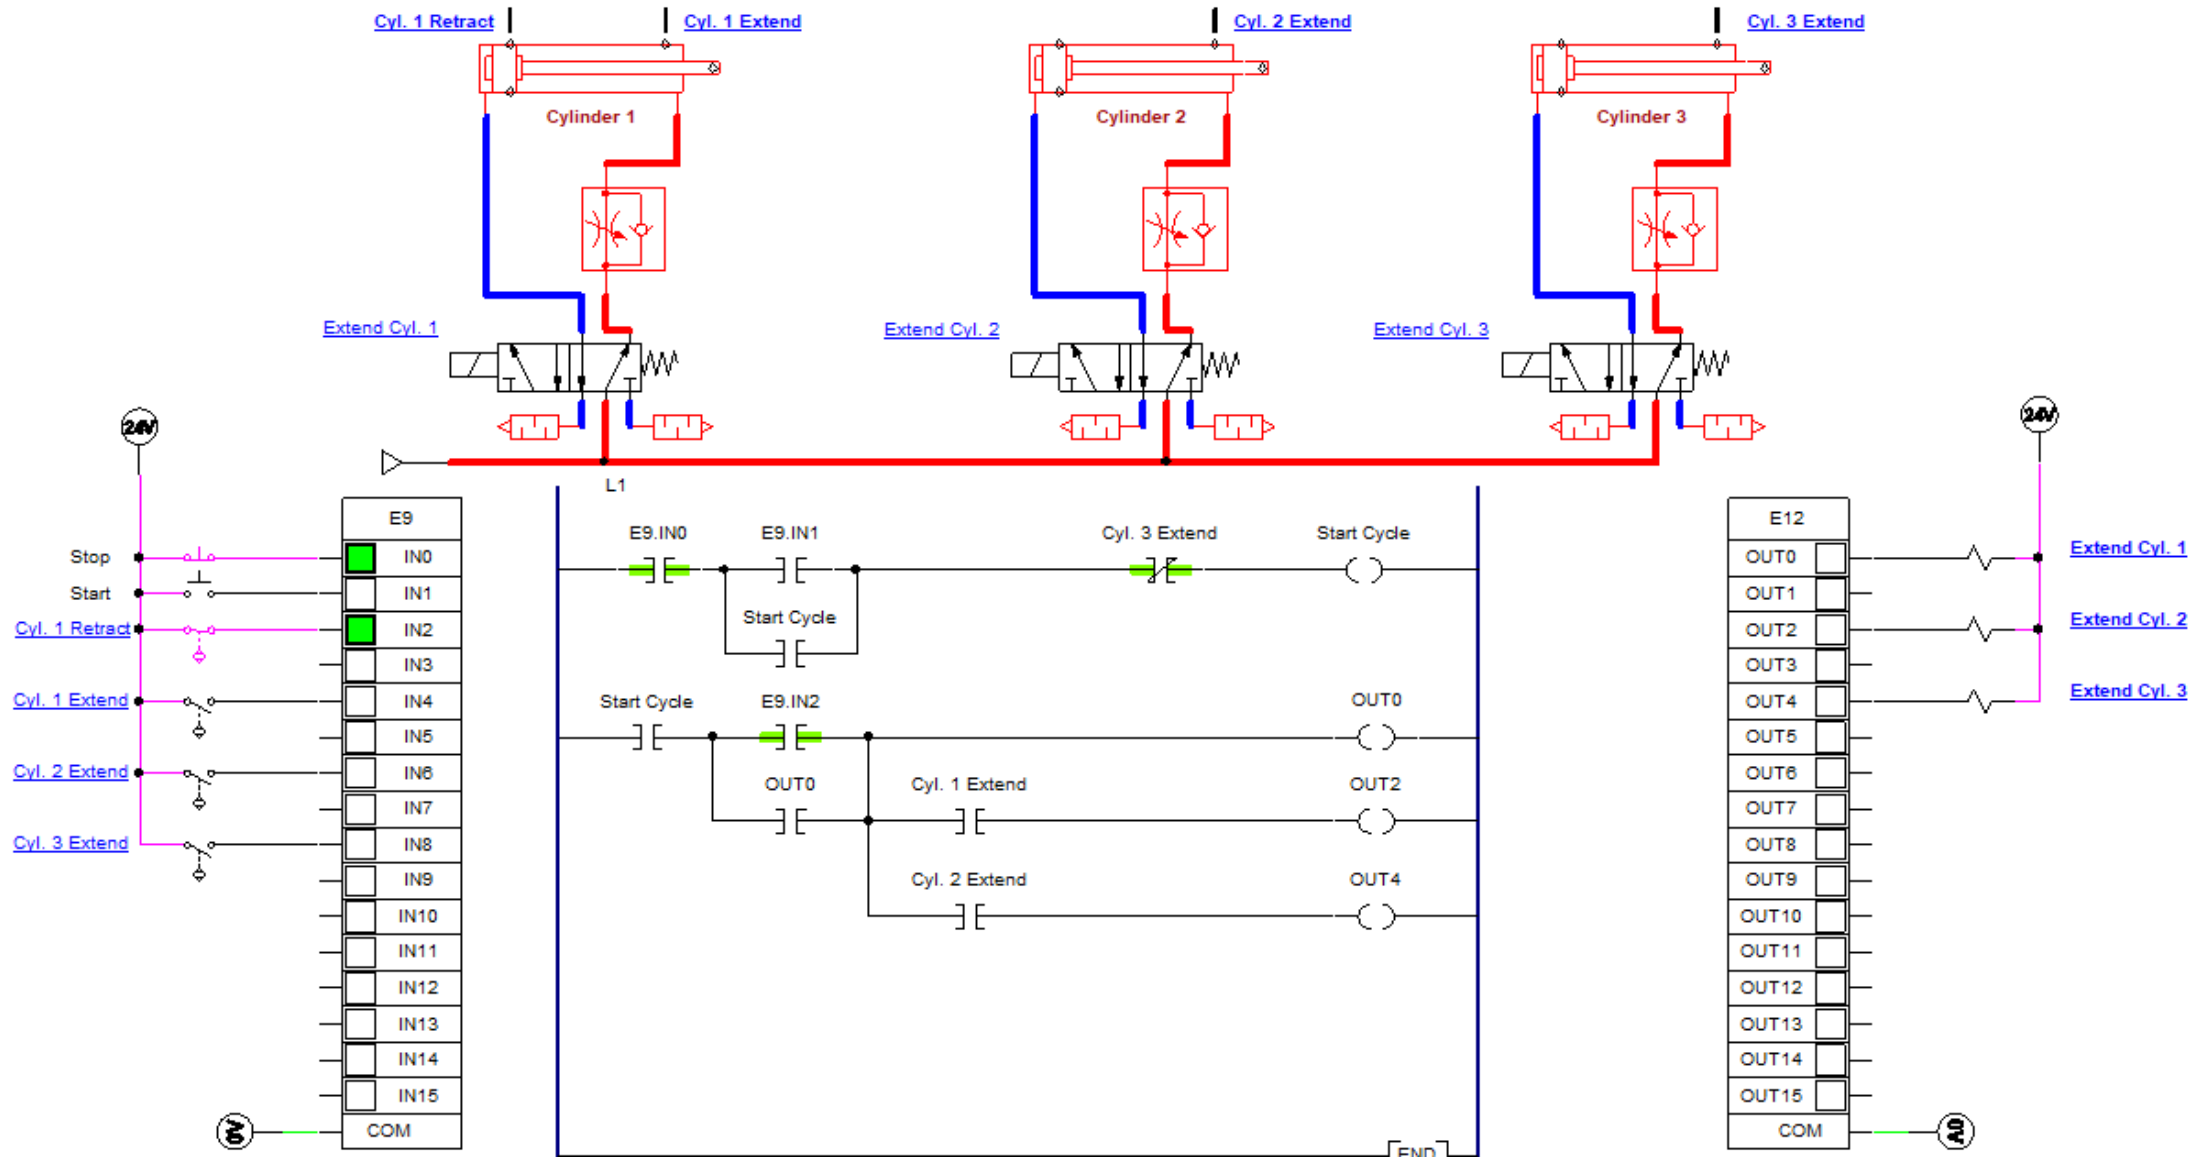 Cyl. 1 Retract
Cyl. 1 Extend
Cyl. 2 Extend
Cyl. 3 Extend
Cylinder 1
Cylinder 2
Cylinder 3
Extend Cyl. 1
Extend Cyl. 2
Extend Cyl. 3
24V
24V
L1
E9
Stop
IN0
Start
IN1
Cyl. 1 Retract
IN2
IN3
Cyl. 1 Extend
IN4
IN5
Cyl. 2 Extend
IN6
IN7
Cyl. 3 Extend
IN8
IN9
IN10
IN11
IN12
IN13
IN14
IN15
0V
COM
E9.IN0
E9.IN1
Cyl. 3 Extend
Start Cycle
Start Cycle
Start Cycle
E9.IN2
OUT0
OUT0
Cyl. 1 Extend
OUT2
Cyl. 2 Extend
OUT4
END
E12
OUT0
Extend Cyl. 1
OUT1
OUT2
Extend Cyl. 2
OUT3
OUT4
Extend Cyl. 3
OUT5
OUT6
OUT7
OUT8
OUT9
OUT10
OUT11
OUT12
OUT13
OUT14
OUT15
COM
0V